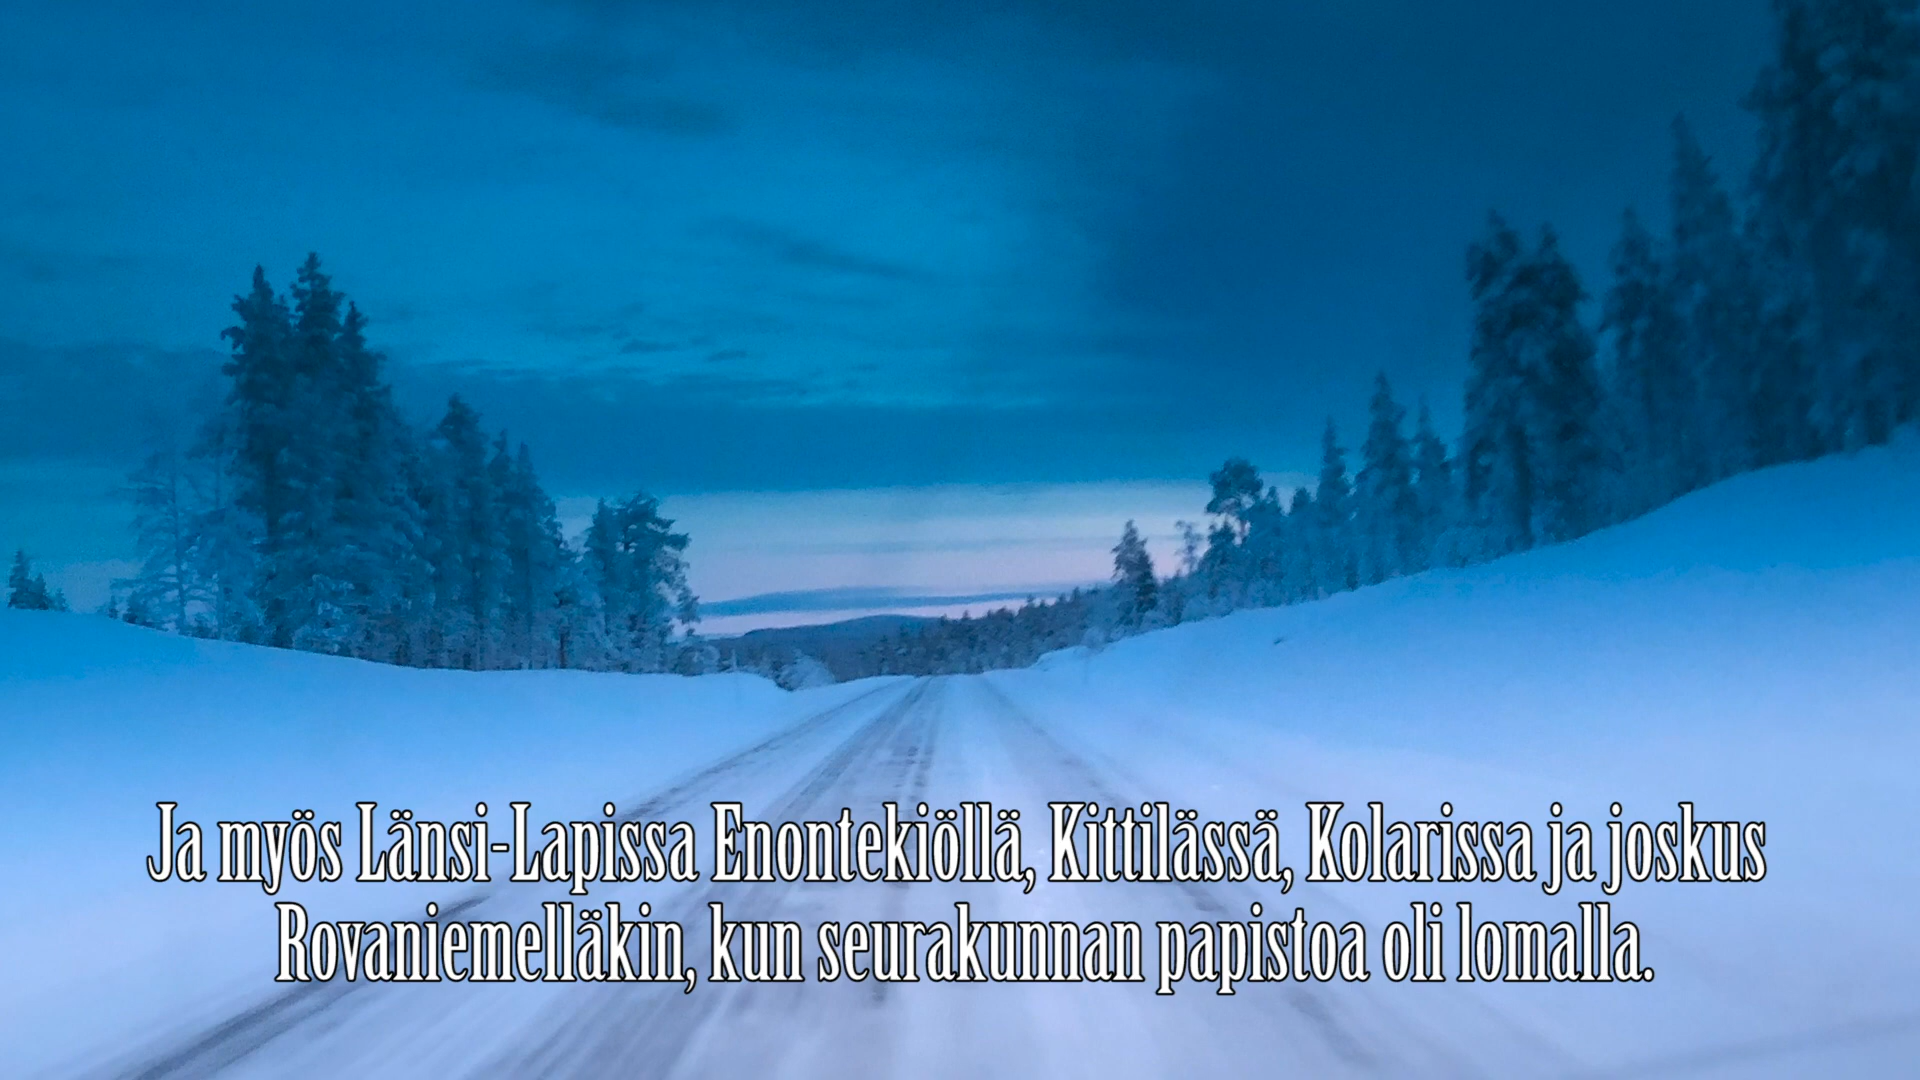 Ja myös Länsi-Lapissa Enontekiöllä, Kittilässä, Kolarissa ja joskus
Rovaniemelläkin, kun seurakunnan papistoa oli lomalla.